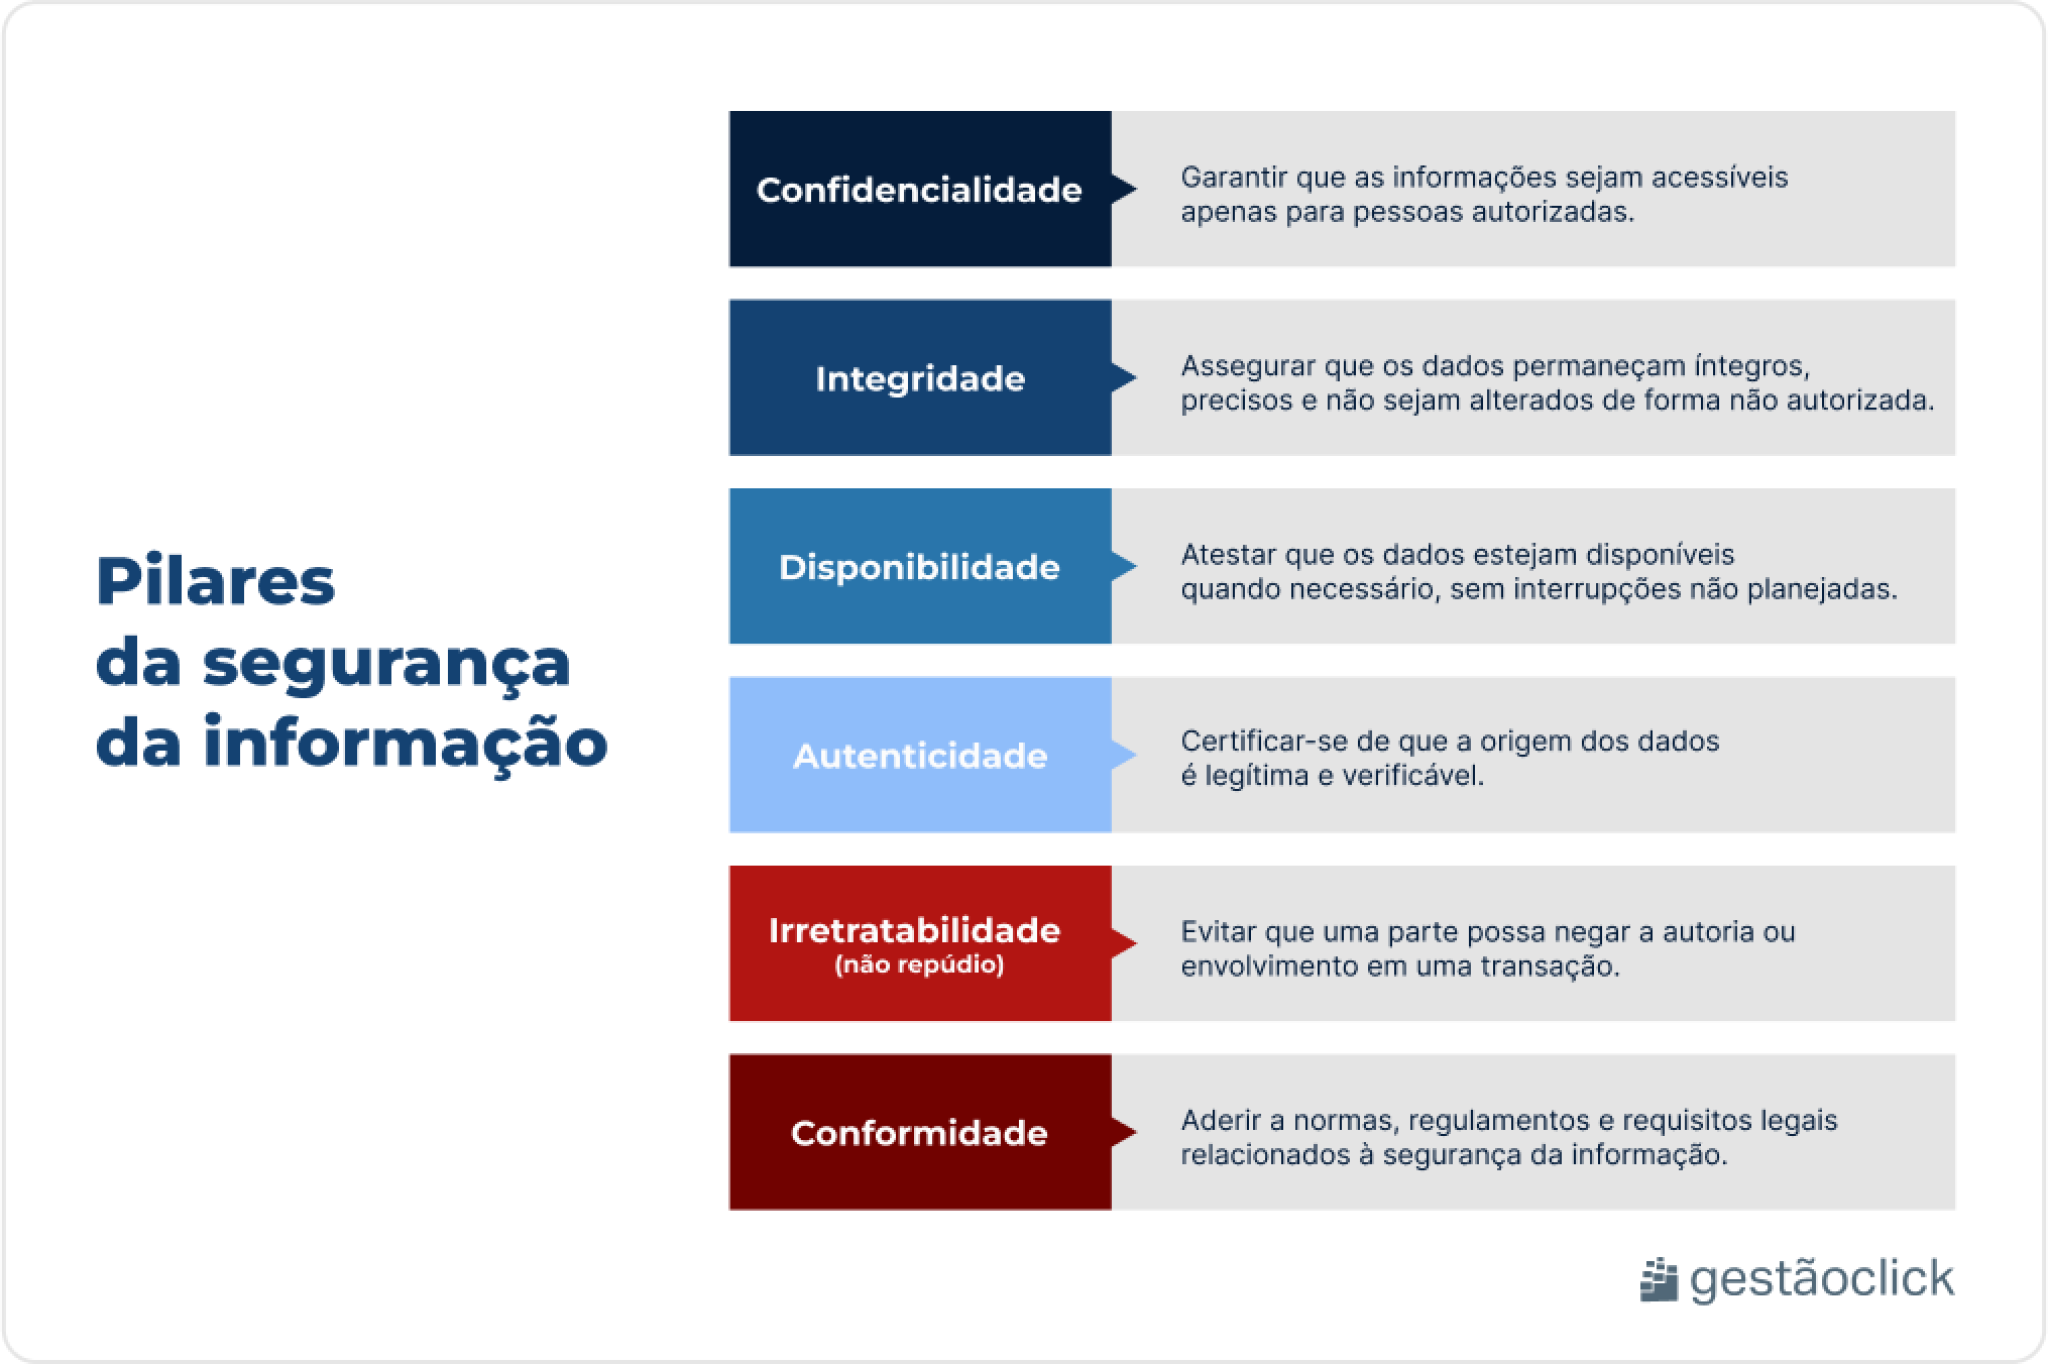 Pilares
da segurança
da informação
Confidencialidade
Garantir que as informações sejam acessíveis
apenas para pessoas autorizadas.
Integridade
Assegurar que os dados permaneçam íntegros,
precisos e não sejam alterados de forma não autorizada.
Disponibilidade
Atestar que os dados estejam disponíveis
quando necessário, sem interrupções não planejadas.
Autenticidade
Certificar-se de que a origem dos dados
é legítima e verificável.
Irretratabilidade
(não repúdio)
Evitar que uma parte possa negar a autoria ou
envolvimento em uma transação.
Conformidade
Aderir a normas, regulamentos e requisitos legais
relacionados à segurança da informação.
gestãoclick